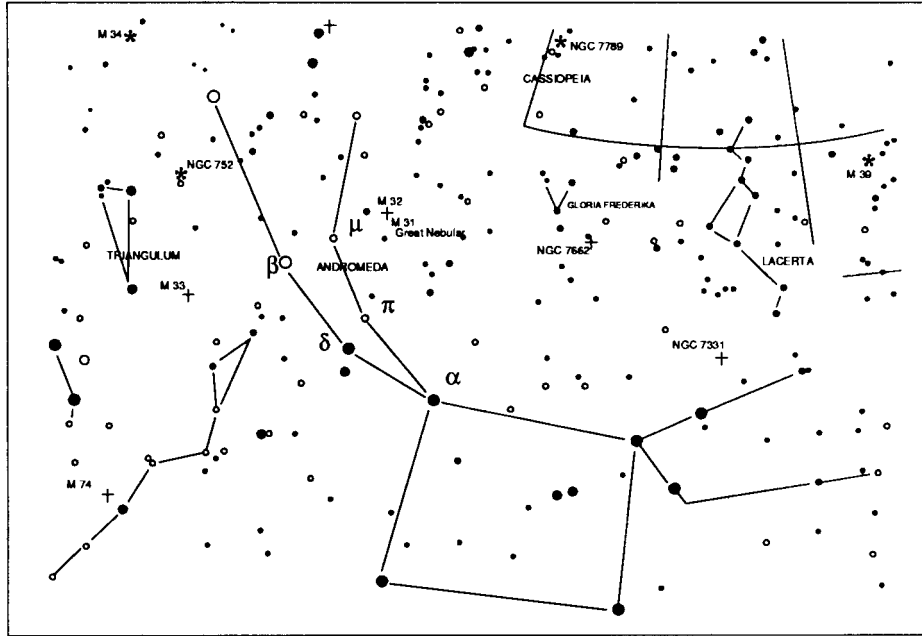 M 34
NGC 7789
CASSIOPEIA
NGC 752
M 39
M 32
M 31
Great Nebular
GLORIA FREDERIKA
μ
NGC 7662
TRIANGULUM
β
ANDROMEDA
LACERTA
M 33
π
δ
NGC 7331
α
M 74